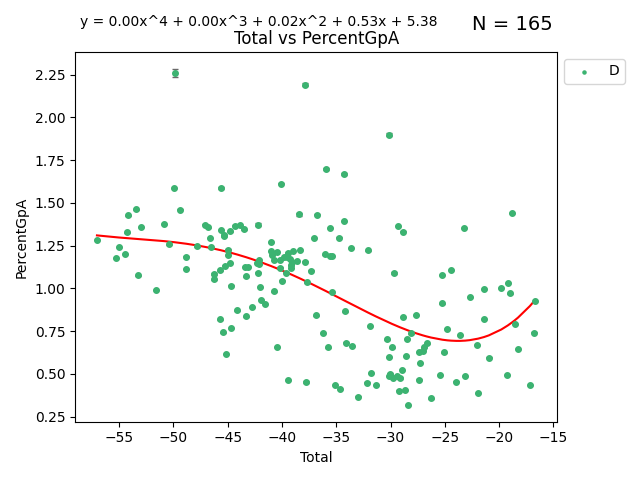 y = 0.00x^4 + 0.00x^3 + 0.02x^2 + 0.53x + 5.38
N = 165
Total vs PercentGpA
D
PercentGpA
2.25
2.00
1.75
1.50
1.25
1.00
0.75
0.50
0.25
−55 −50 −45 −40 −35 −30 −25 −20 −15
Total